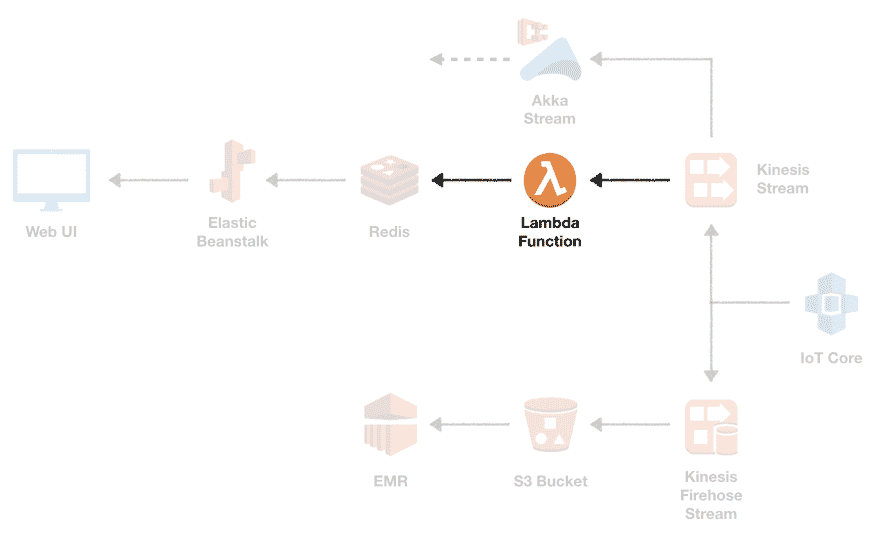 Akka
Stream
Kinesis
Stream
Web UI
Elastic
Beanstalk
Redis
Lambda
Function
IoT Core
EMR
S3 Bucket
Kinesis
Firehose
Stream